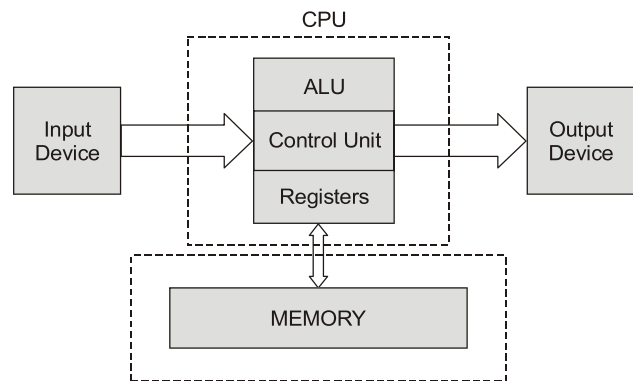 CPU
ALU
Input
Device
Control Unit
Output
Device
Registers
MEMORY